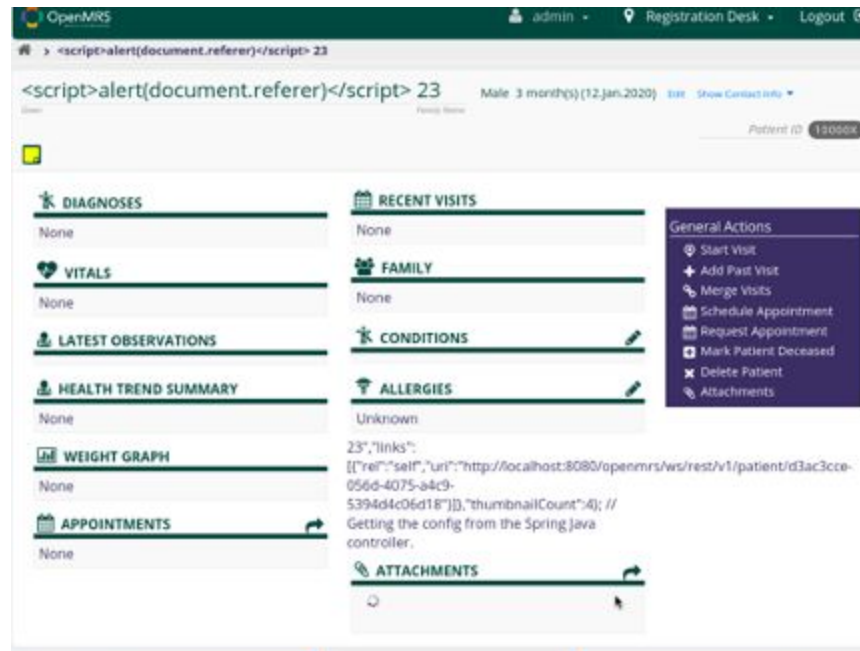 OpenMRS admin Registration Desk Logout
<script>alert(document.referer)</script> 23
<script>alert(document.referer)</script> 23 Male 3 month(s) (12.Jan.2020) Edit Show Contact Info
Given Family Name
Patient ID 10000X
DIAGNOSES
None
VITALS
None
LATEST OBSERVATIONS
HEALTH TREND SUMMARY
None
WEIGHT GRAPH
None
APPOINTMENTS
None
RECENT VISITS
None
FAMILY
None
CONDITIONS
ALLERGIES
Unknown
23","links":
[{"rel":"self","uri":"http://localhost:8080/openmrs/ws/rest/v1/patient/d3ac3cce-
056d-4075-a4c9-
5394d4c06d18"}]},"thumbnailCount":4}; //
Getting the config from the Spring Java
controller.
ATTACHMENTS
General Actions
Start Visit
Add Past Visit
Merge Visits
Schedule Appointment
Request Appointment
Mark Patient Deceased
Delete Patient
Attachments